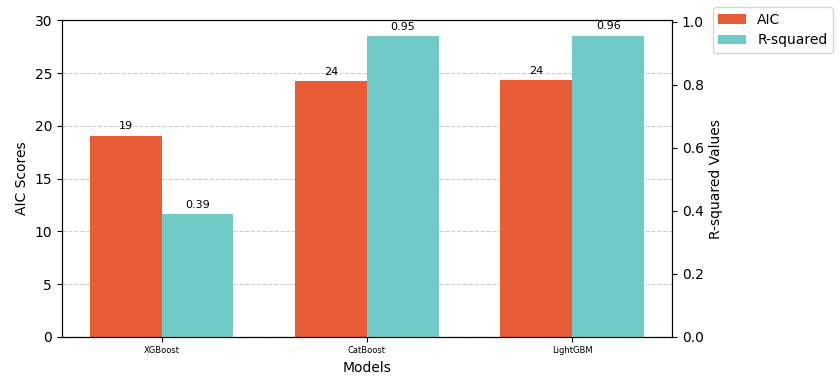 AIC
R-squared
30
25
20
15
10
5
0
AIC Scores
1.0
0.8
0.6
0.4
0.2
0.0
R-squared Values
19
0.39
24
0.95
24
0.96
XGBoost
CatBoost
LightGBM
Models